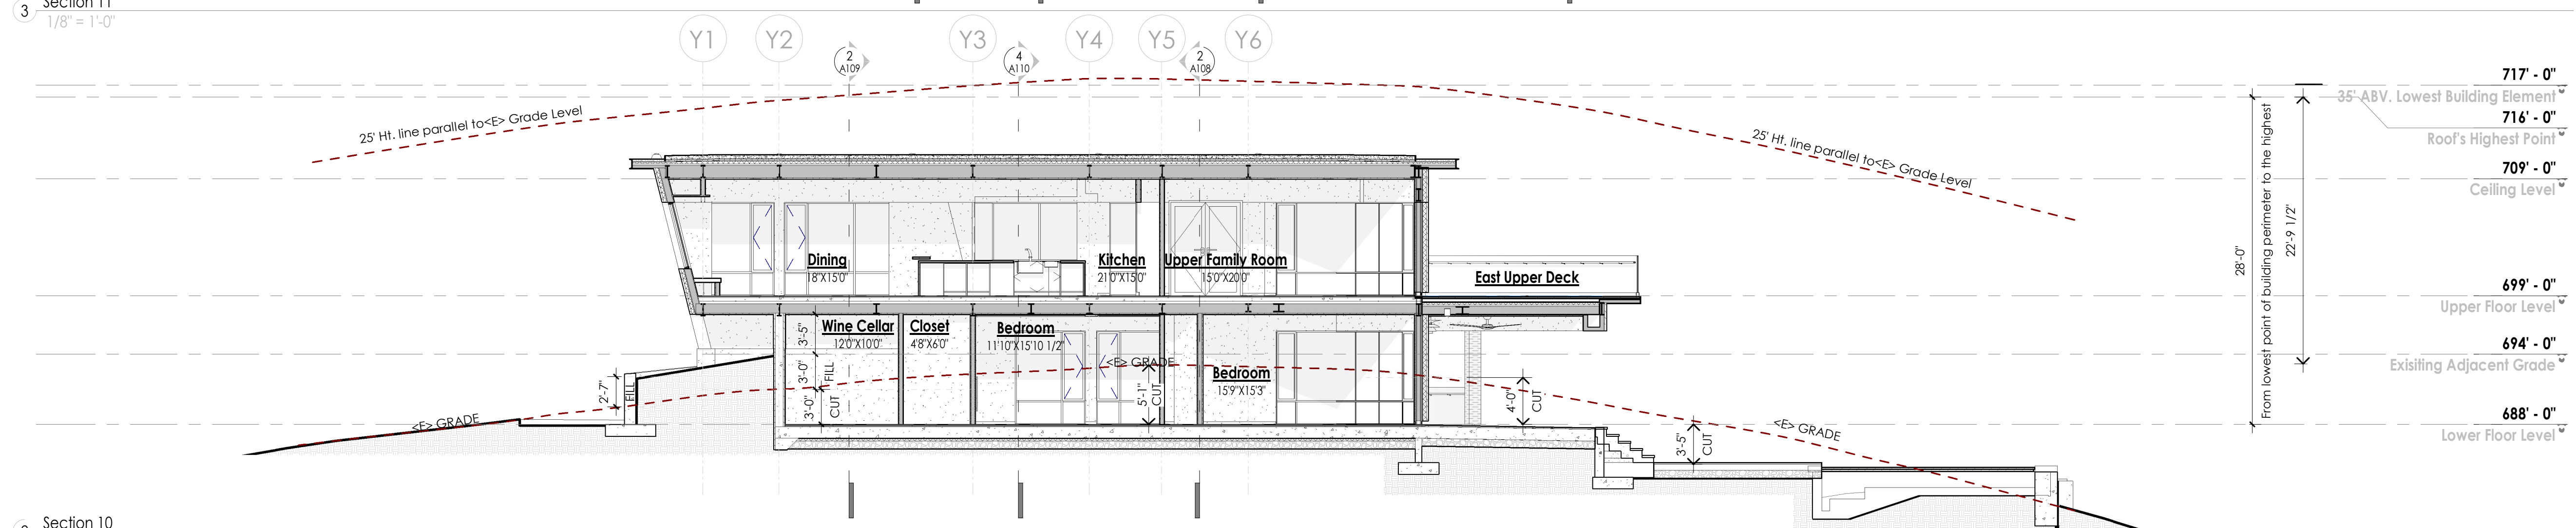 3
Section 11
1/8" = 1'-0"
Y1
Y2
Y3
Y4
Y5
Y6
2
A109
4
A110
2
A108
25' Ht. line parallel to<E> Grade Level
25' Ht. line parallel to<E> Grade Level
717' - 0"
35' ABV. Lowest Building Element
716' - 0"
Roof's Highest Point
709' - 0"
Ceiling Level
699' - 0"
Upper Floor Level
694' - 0"
Exisiting Adjacent Grade
688' - 0"
Lower Floor Level
28'-0"
From lowest point of building perimeter to the highest
22'-9 1/2"
Dining
18'X15'0"
Kitchen
21'0"X15'0"
Upper Family Room
15'0"X20'0"
East Upper Deck
Wine Cellar
12'0"X10'0"
Closet
4'8"X6'0"
Bedroom
11'10"X15'10 1/2"
Bedroom
15'9"X15'3"
3'-5"
3'-0"
FILL
3'-0"
CUT
2'-7"
FILL
<E> GRADE
5'-1"
CUT
4'-0"
CUT
3'-5"
CUT
<E> GRADE
<E> GRADE
Section 10